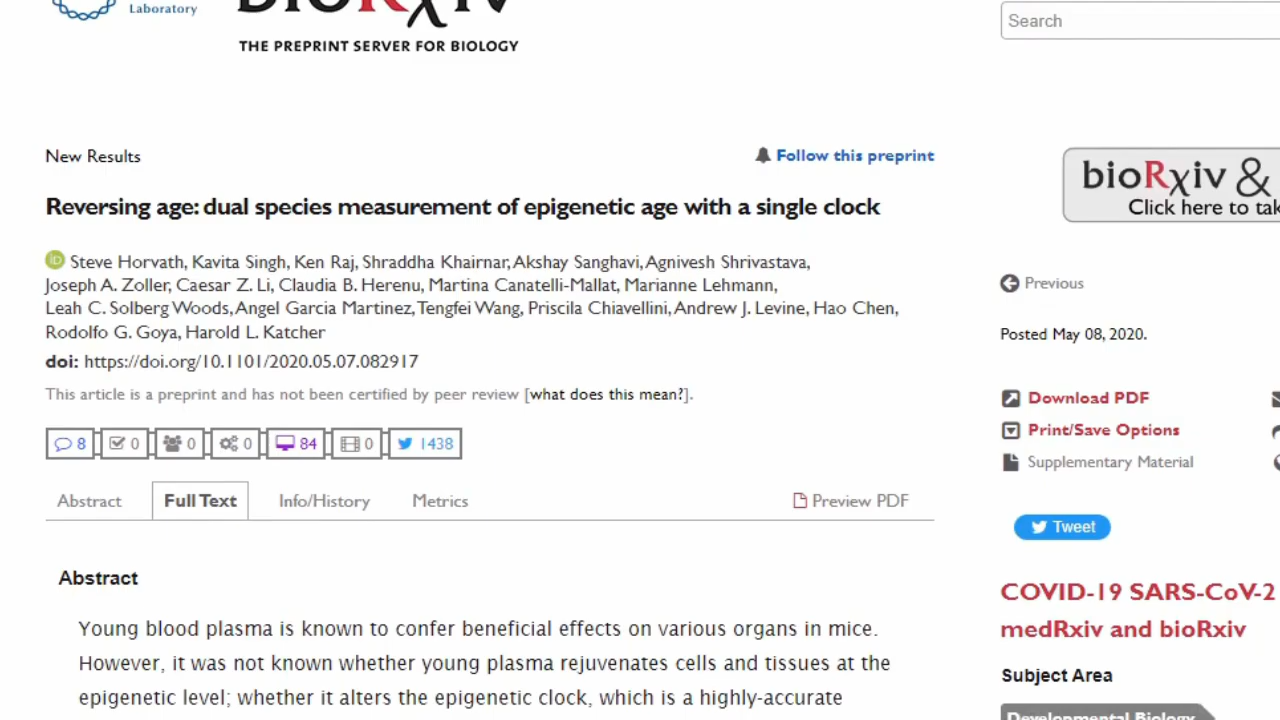 Laboratory
bioRxiv
THE PREPRINT SERVER FOR BIOLOGY
Search
New Results
Follow this preprint
bioRxiv &
Click here to tak
Reversing age: dual species measurement of epigenetic age with a single clock
Steve Horvath, Kavita Singh, Ken Raj, Shraddha Khairnar, Akshay Sanghavi, Agnivesh Shrivastava,
Joseph A. Zoller, Caesar Z. Li, Claudia B. Herenu, Martina Canatelli-Mallat, Marianne Lehmann,
Leah C. Solberg Woods, Angel Garcia Martinez, Tengfei Wang, Priscila Chiavellini, Andrew J. Levine, Hao Chen,
Rodolfo G. Goya, Harold L. Katcher
doi: https://doi.org/10.1101/2020.05.07.082917
This article is a preprint and has not been certified by peer review [what does this mean?].
8 0 0 0 84 0 1438
Abstract Full Text Info/History Metrics Preview PDF
Abstract
Young blood plasma is known to confer beneficial effects on various organs in mice.
However, it was not known whether young plasma rejuvenates cells and tissues at the
epigenetic level; whether it alters the epigenetic clock, which is a highly-accurate
Previous
Posted May 08, 2020.
Download PDF
Print/Save Options
Supplementary Material
Tweet
COVID-19 SARS-CoV-2
medRxiv and bioRxiv
Subject Area
Developmental Biology